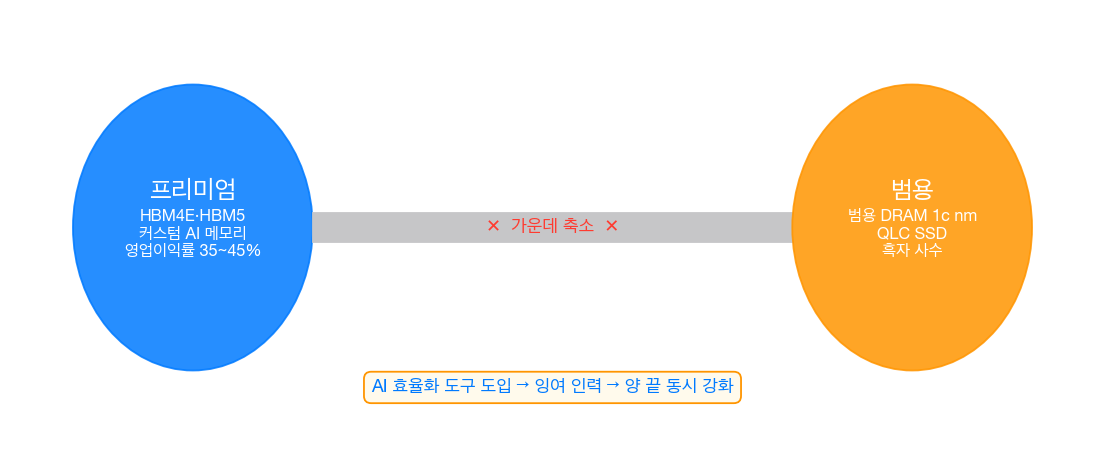 프리미엄
HBM4E·HBM5
커스텀 AI 메모리
영업이익률 35~45%
✕ 가운데 축소 ✕
범용
범용 DRAM 1c nm
QLC SSD
흑자 사수
AI 효율화 도구 도입 → 잉여 인력 → 양 끝 동시 강화